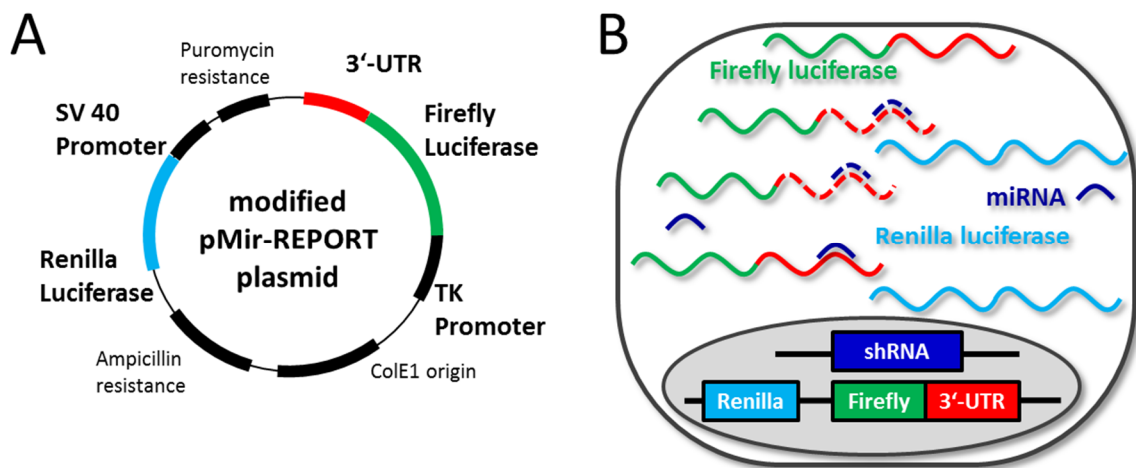 A
Puromycin
resistance
3‘-UTR
SV 40
Promoter
Firefly
Luciferase
modified
pMir-REPORT
plasmid
Renilla
Luciferase
TK
Promoter
Ampicillin
resistance
ColE1 origin
B
Firefly luciferase
miRNA
Renilla luciferase
shRNA
Renilla
Firefly
3‘-UTR